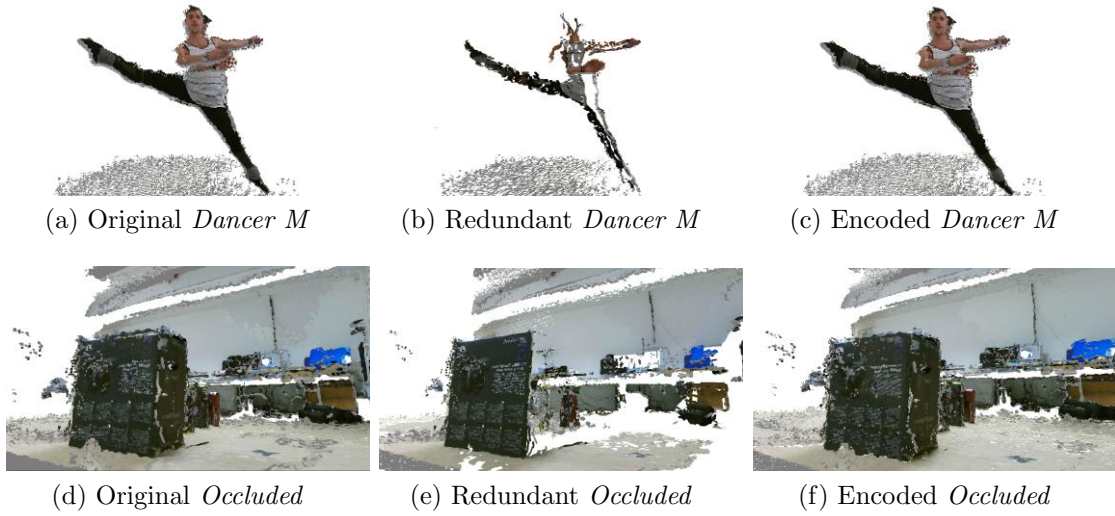 (a) Original Dancer M
(b) Redundant Dancer M
(c) Encoded Dancer M
(d) Original Occluded
(e) Redundant Occluded
(f) Encoded Occluded